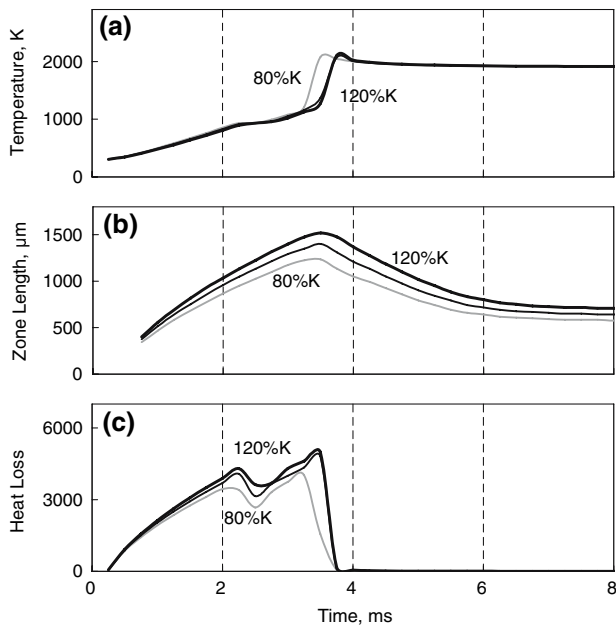 (a)
Temperature, K
2000
1000
0
80%K
120%K
(b)
Zone Length, µm
1500
1000
500
0
120%K
80%K
(c)
Heat Loss
6000
3000
0
120%K
80%K
0 2 4 6 8
Time, ms